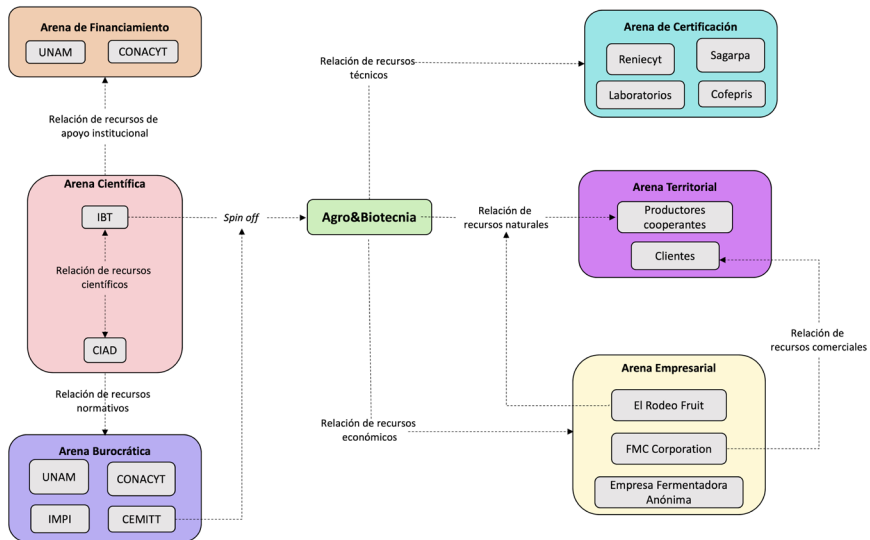 Arena de Financiamiento
UNAM
CONACYT
Relación de recursos de
apoyo institucional
Arena Científica
IBT
Relación de recursos
científicos
CIAD
Relación de recursos
normativos
Arena Burocrática
UNAM
CONACYT
IMPI
CEMITT
Spin off
Agro&Biotecnia
Relación de recursos
técnicos
Relación de
recursos naturales
Relación de recursos
económicos
Arena de Certificación
Reniecyt
Sagarpa
Laboratorios
Cofepris
Arena Territorial
Productores
cooperantes
Clientes
Relación de
recursos comerciales
Arena Empresarial
El Rodeo Fruit
FMC Corporation
Empresa Fermentadora
Anónima